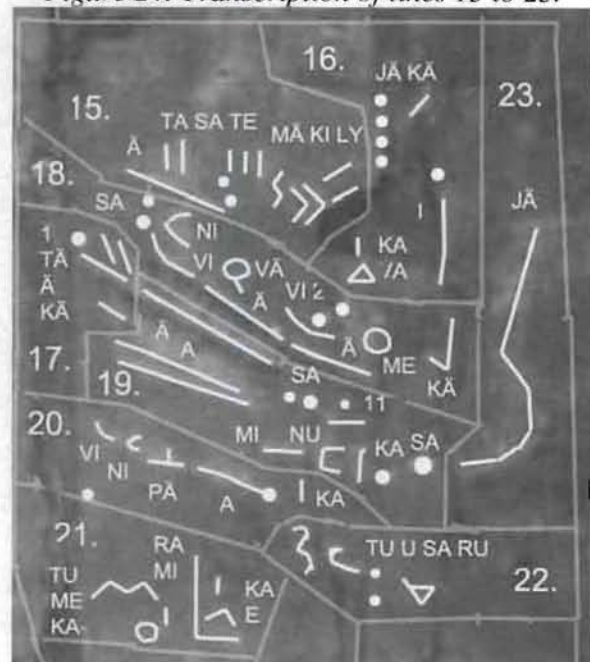 Figure 21. Transcription of lines 15 to 23.
16.
JÄ KÄ
23.
15.
TA SA TE
MÄ KI LY
Ä
18.
SA
NI
I
JÄ
1
TÄ
Ä
KÄ
VI
VÄ
Ä
VI 2
KA
Ä
ME
KÄ
17.
Ä
A
19.
SA
11
20.
MI NU
KA
SA
VI
NI
PÄ
A
KA
21.
RA
MI
TU U SA RU
22.
TU
ME
KA
KA
E